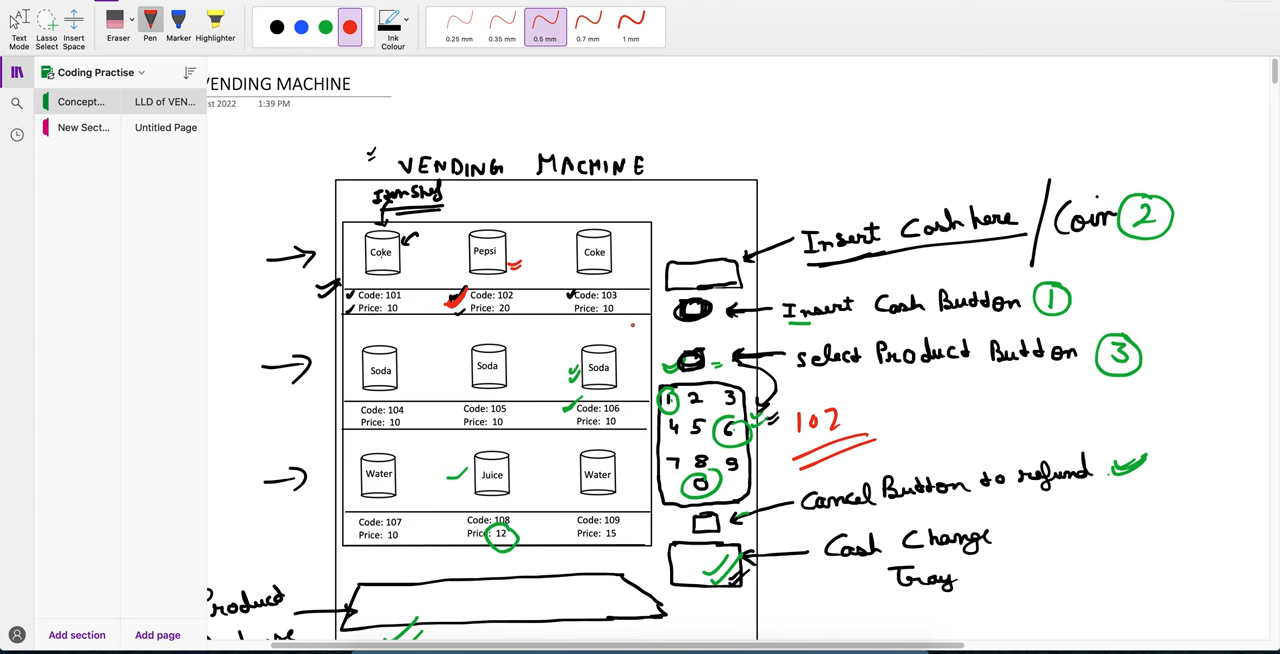 Text Mode
Lasso Select
Insert Space
Eraser
Pen
Marker
Highlighter
Ink Colour
0.25 mm
0.35 mm
0.5 mm
0.7 mm
1 mm
Coding Practise
Concept...
LLD of VEN...
New Sect...
Untitled Page
VENDING MACHINE
st 2022 1:39 PM
VENDING MACHINE
Item Shelf
Coke
Pepsi
Coke
Code: 101
Price: 10
Code: 102
Price: 20
Code: 103
Price: 10
Soda
Soda
Soda
Code: 104
Price: 10
Code: 105
Price: 10
Code: 106
Price: 10
Water
Juice
Water
Code: 107
Price: 10
Code: 108
Price: 12
Code: 109
Price: 15
Insert Cash here / Coin 2
Insert Cash Button 1
Select Product Button 3
1 2 3
4 5 6
7 8 9
0
102
Cancel Button to refund
Cash Change
Tray
Product
Add section
Add page